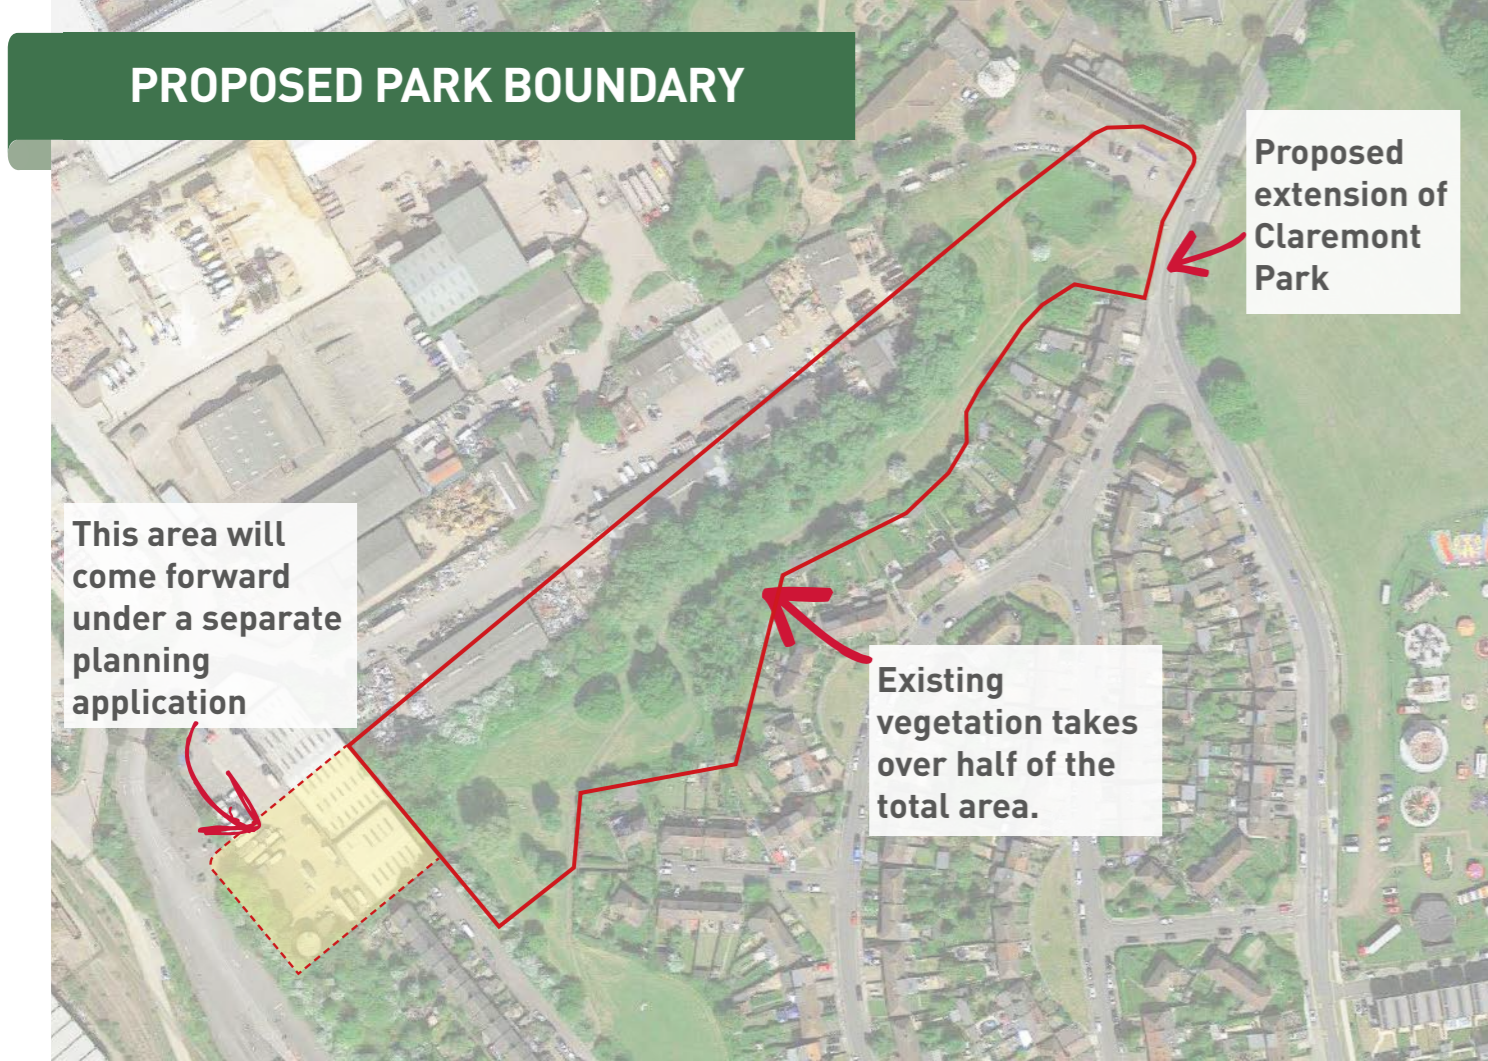 PROPOSED PARK BOUNDARY
Proposed
extension of
Claremont
Park
This area will
come forward
under a separate
planning
application
Existing
vegetation takes
over half of the
total area.